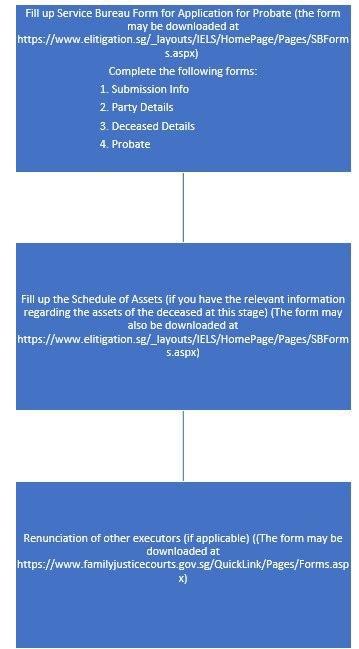 Fill up Service Bureau Form for Application for Probate (the form
may be downloaded at
https://www.elitigation.sg/_layouts/IELS/HomePage/Pages/SBForm
s.aspx)
Complete the following forms:
1. Submission Info
2. Party Details
3. Deceased Details
4. Probate
Fill up the Schedule of Assets (if you have the relevant information
regarding the assets of the deceased at this stage) (The form may
also be downloaded at
https://www.elitigation.sg/_layouts/IELS/HomePage/Pages/SBForm
s.aspx)
Renunciation of other executors (if applicable) ((The form may be
downloaded at
https://www.familyjusticecourts.gov.sg/QuickLink/Pages/Forms.asp
x)